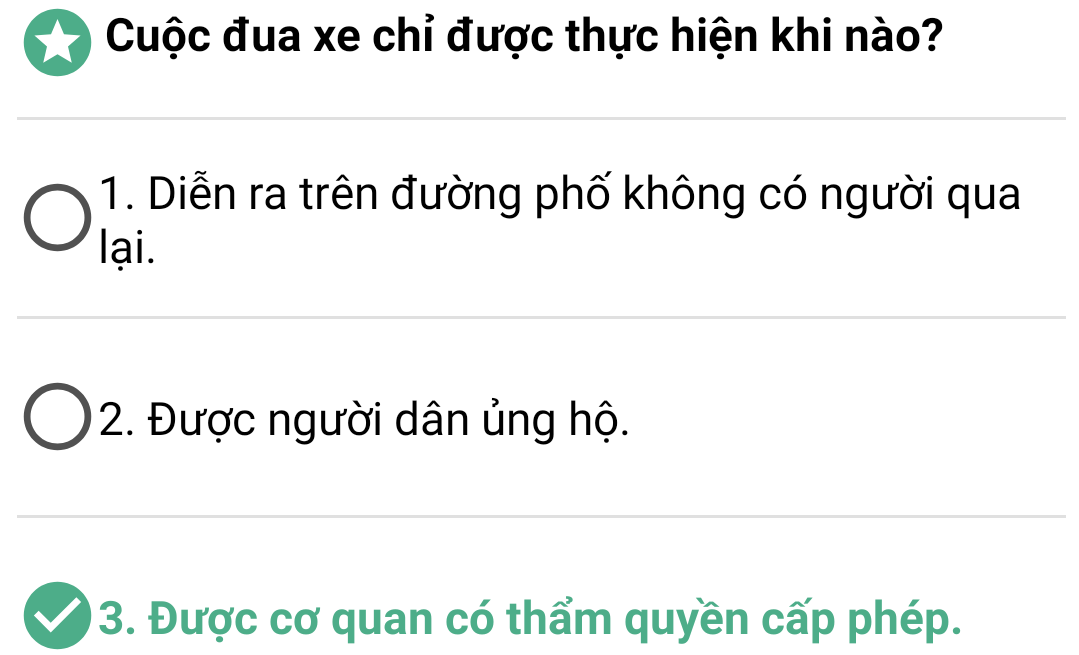 Cuộc đua xe chỉ được thực hiện khi nào?
1. Diễn ra trên đường phố không có người qua
lại.
2. Được người dân ủng hộ.
3. Được cơ quan có thẩm quyền cấp phép.